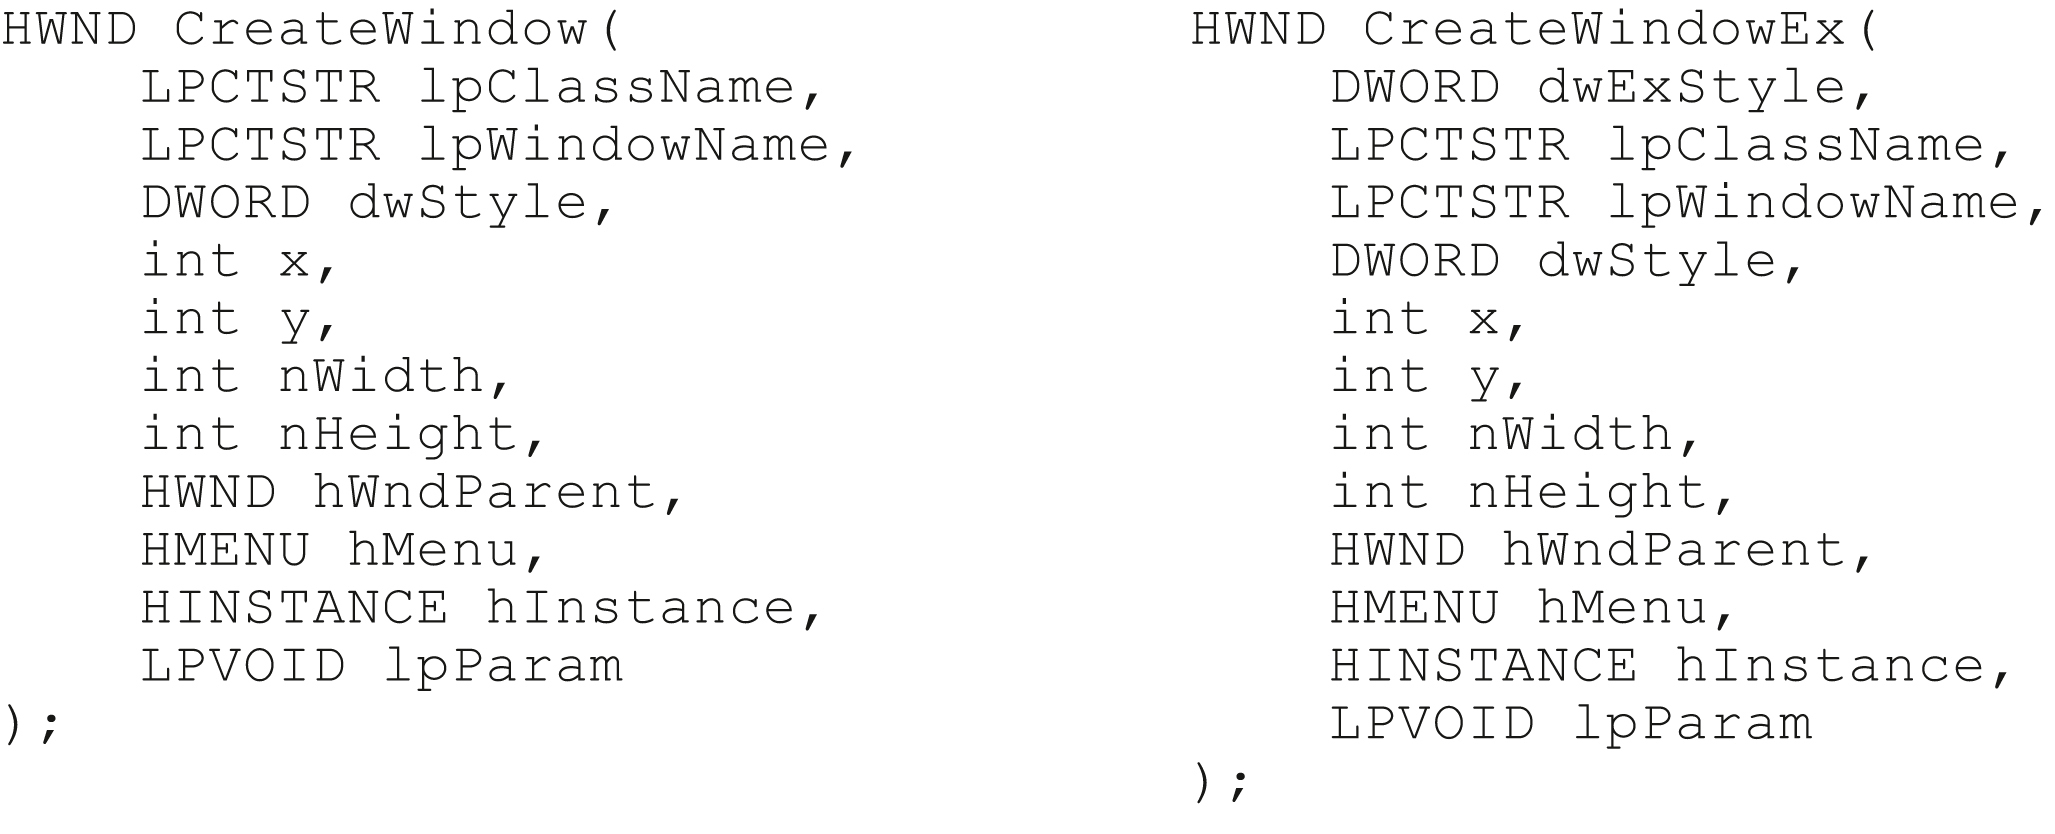 HWND CreateWindow(
    LPCTSTR lpClassName,
    LPCTSTR lpWindowName,
    DWORD dwStyle,
    int x,
    int y,
    int nWidth,
    int nHeight,
    HWND hWndParent,
    HMENU hMenu,
    HINSTANCE hInstance,
    LPVOID lpParam
);
HWND CreateWindowEx(
    DWORD dwExStyle,
    LPCTSTR lpClassName,
    LPCTSTR lpWindowName,
    DWORD dwStyle,
    int x,
    int y,
    int nWidth,
    int nHeight,
    HWND hWndParent,
    HMENU hMenu,
    HINSTANCE hInstance,
    LPVOID lpParam
);